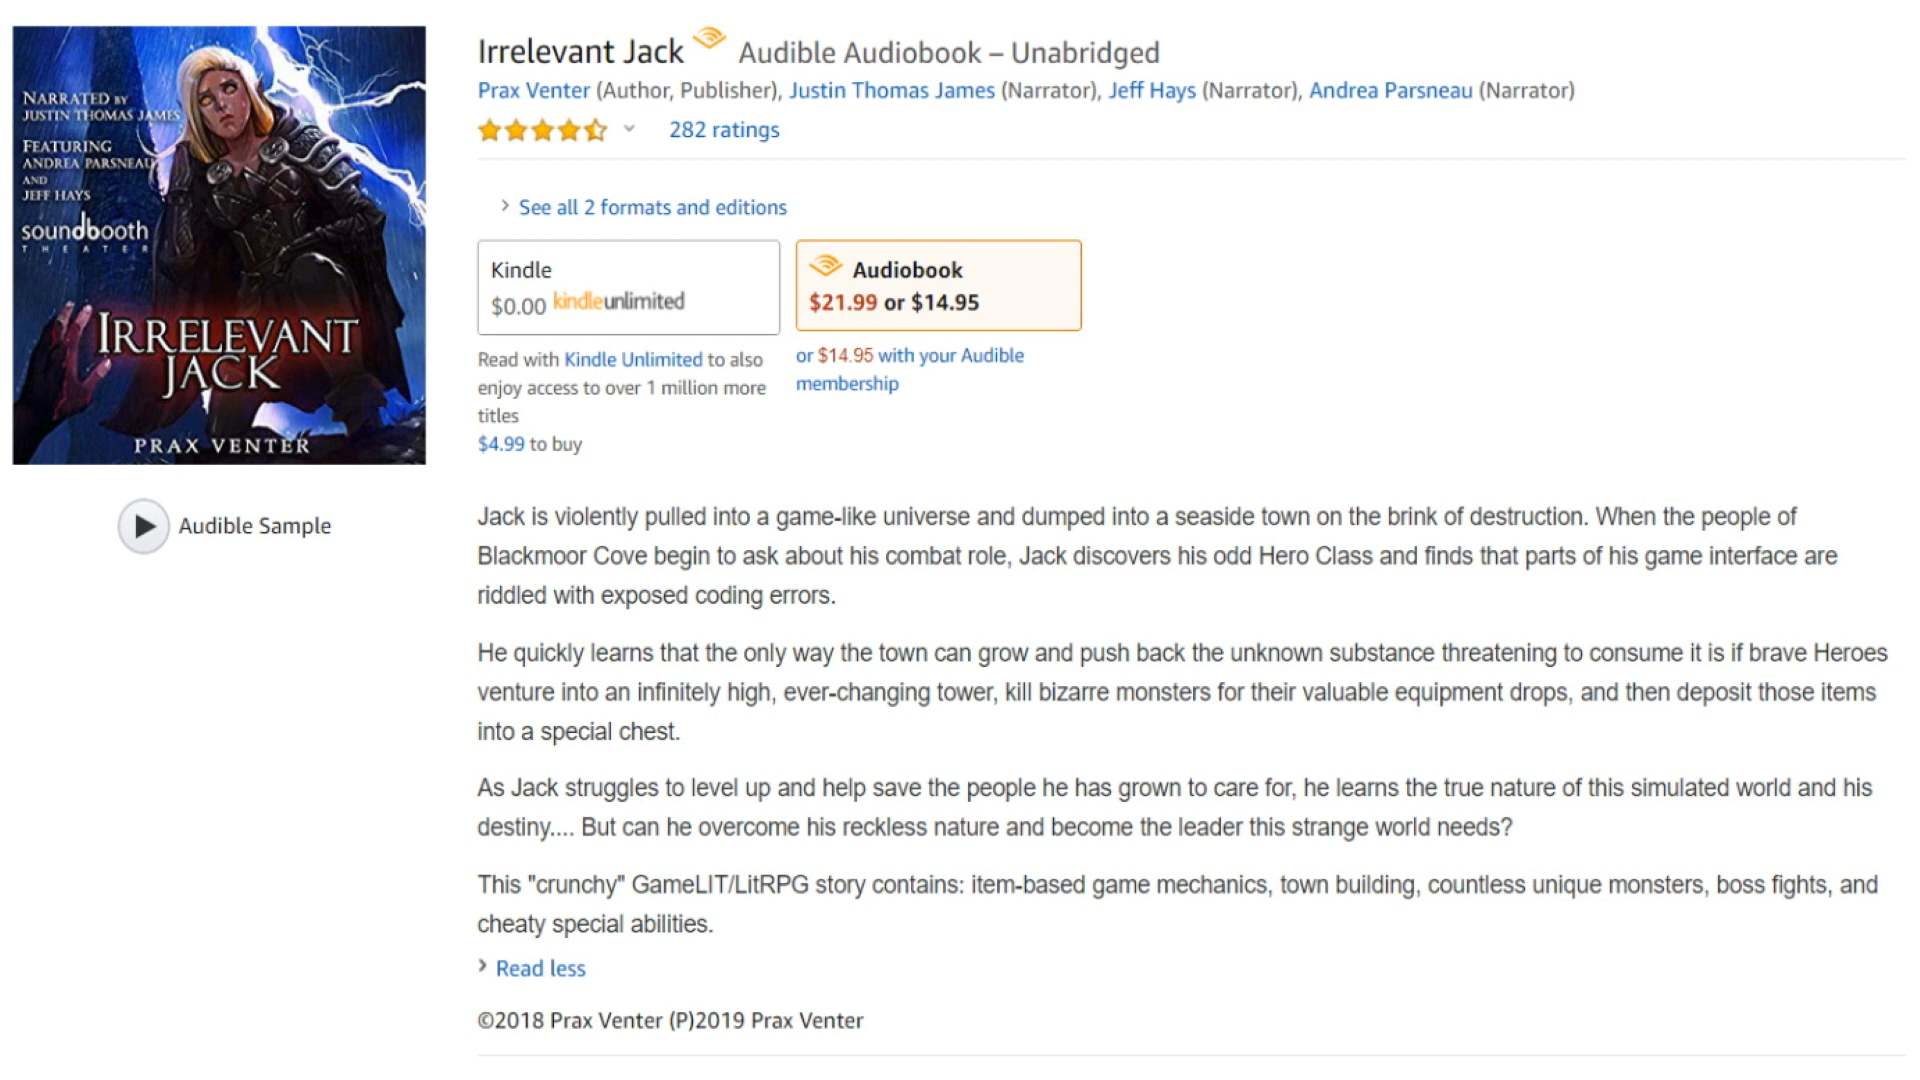 NARRATED BY
JUSTIN THOMAS JAMES
FEATURING
ANDREA PARSNEAU
AND
JEFF HAYS
soundbooth
THEATER
IRRELEVANT
JACK
PRAX VENTER
Audible Sample
Irrelevant Jack Audible Audiobook – Unabridged
Prax Venter (Author, Publisher), Justin Thomas James (Narrator), Jeff Hays (Narrator), Andrea Parsneau (Narrator)
282 ratings
See all 2 formats and editions
Kindle
$0.00 kindleunlimited
Read with Kindle Unlimited to also
enjoy access to over 1 million more
titles
$4.99 to buy
Audiobook
$21.99 or $14.95
or $14.95 with your Audible
membership
Jack is violently pulled into a game-like universe and dumped into a seaside town on the brink of destruction. When the people of
Blackmoor Cove begin to ask about his combat role, Jack discovers his odd Hero Class and finds that parts of his game interface are
riddled with exposed coding errors.
He quickly learns that the only way the town can grow and push back the unknown substance threatening to consume it is if brave Heroes
venture into an infinitely high, ever-changing tower, kill bizarre monsters for their valuable equipment drops, and then deposit those items
into a special chest.
As Jack struggles to level up and help save the people he has grown to care for, he learns the true nature of this simulated world and his
destiny.... But can he overcome his reckless nature and become the leader this strange world needs?
This "crunchy" GameLIT/LitRPG story contains: item-based game mechanics, town building, countless unique monsters, boss fights, and
cheaty special abilities.
Read less
©2018 Prax Venter (P)2019 Prax Venter